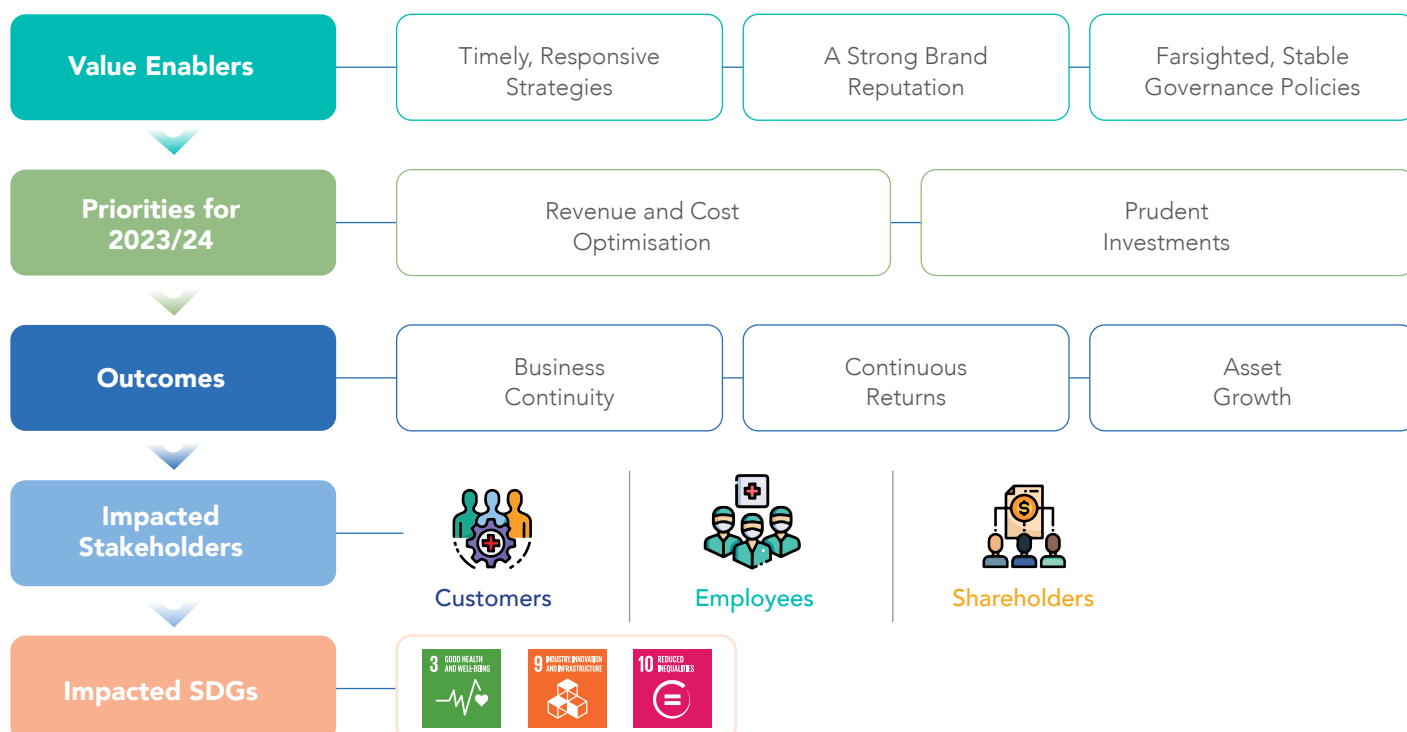 Value Enablers
Timely, Responsive
Strategies
A Strong Brand
Reputation
Farsighted, Stable
Governance Policies
Priorities for
2023/24
Revenue and Cost
Optimisation
Prudent
Investments
Outcomes
Business
Continuity
Continuous
Returns
Asset
Growth
Impacted
Stakeholders
$
Customers
Employees
Shareholders
Impacted SDGs
3 GOOD HEALTH
AND WELL-BEING
9 INDUSTRY, INNOVATION
AND INFRASTRUCTURE
10 REDUCED
INEQUALITIES